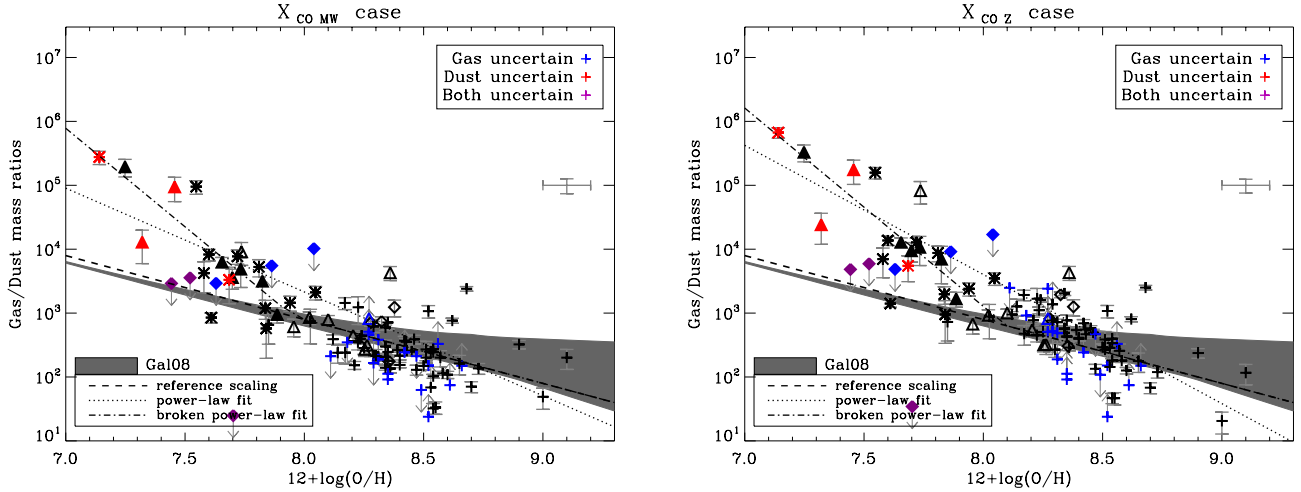 X CO MW case
Gas/Dust mass ratios
10^7
10^6
10^5
10^4
10^3
10^2
10^1
Gas uncertain
Dust uncertain
Both uncertain
Gal08
reference scaling
power-law fit
broken power-law fit
7.0 7.5 8.0 8.5 9.0
12+log(O/H)
X CO Z case
Gas/Dust mass ratios
10^7
10^6
10^5
10^4
10^3
10^2
10^1
Gas uncertain
Dust uncertain
Both uncertain
Gal08
reference scaling
power-law fit
broken power-law fit
7.0 7.5 8.0 8.5 9.0
12+log(O/H)